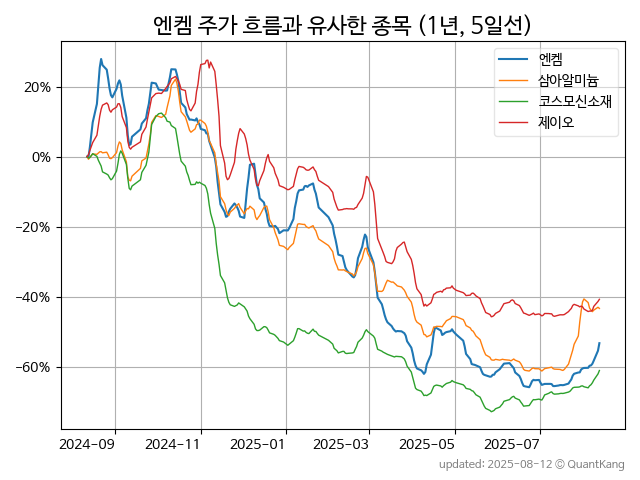 엔켐 주가 흐름과 유사한 종목 (1년, 5일선)
엔켐
삼아알미늄
코스모신소재
제이오
20%
0%
−20%
−40%
−60%
2024-09 2024-11 2025-01 2025-03 2025-05 2025-07
updated: 2025-08-12 © QuantKang